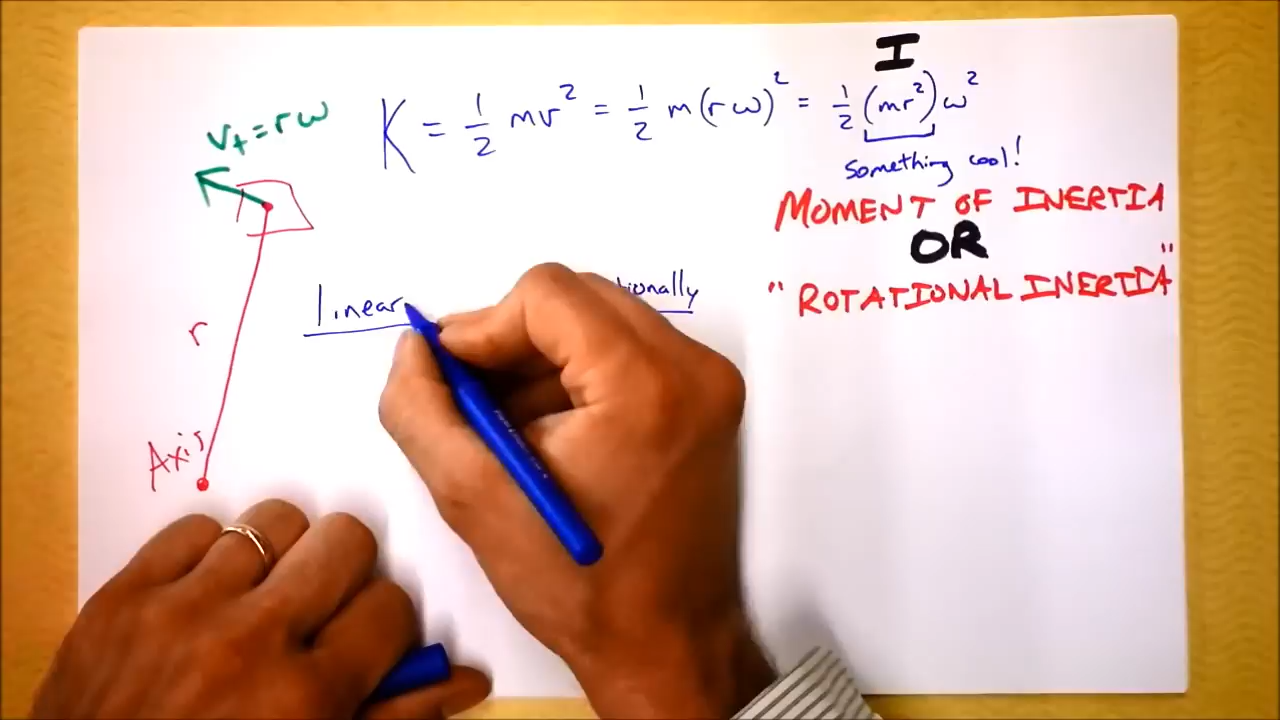 I
K = 1/2 mv² = 1/2 m(rω)² = 1/2 (mr²)ω²
something cool!
vₜ = rω
MOMENT OF INERTIA
OR
"ROTATIONAL INERTIA"
linear
r
Axis